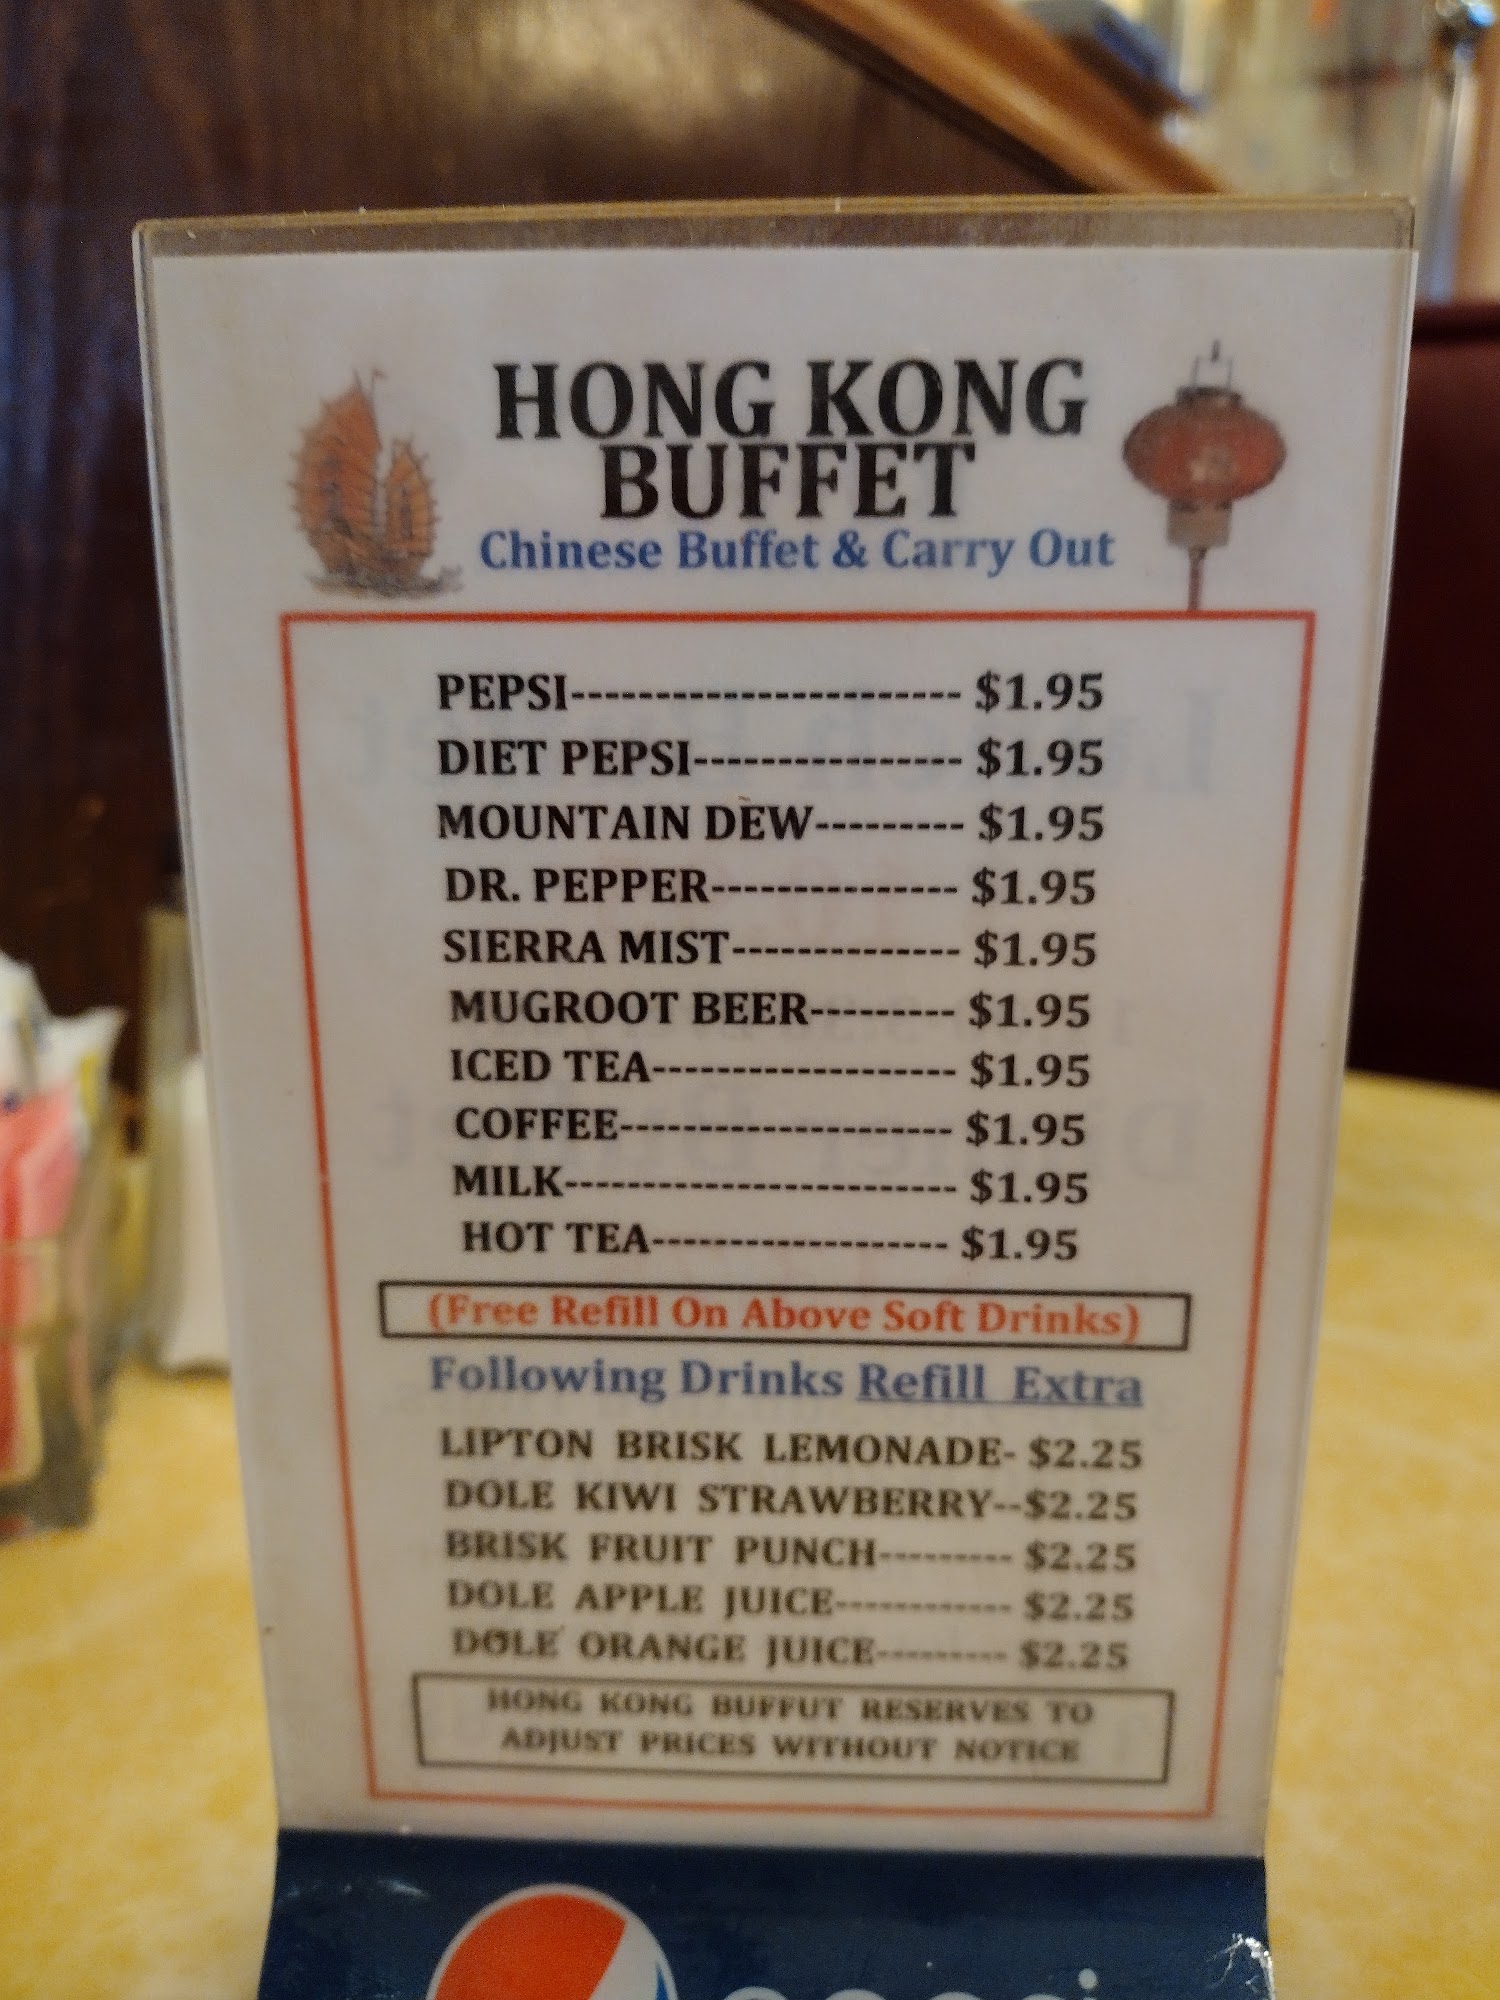 HONG KONG
BUFFET
Chinese Buffet & Carry Out
PEPSI----------------------- $1.95
DIET PEPSI---------------- $1.95
MOUNTAIN DEW--------- $1.95
DR. PEPPER--------------- $1.95
SIERRA MIST-------------- $1.95
MUGROOT BEER--------- $1.95
ICED TEA------------------- $1.95
COFFEE--------------------- $1.95
MILK------------------------- $1.95
HOT TEA------------------- $1.95
(Free Refill On Above Soft Drinks)
Following Drinks Refill Extra
LIPTON BRISK LEMONADE- $2.25
DOLE KIWI STRAWBERRY--$2.25
BRISK FRUIT PUNCH--------- $2.25
DOLE APPLE JUICE------------ $2.25
DOLE ORANGE JUICE--------- $2.25
HONG KONG BUFFUT RESERVES TO
ADJUST PRICES WITHOUT NOTICE
pepsi